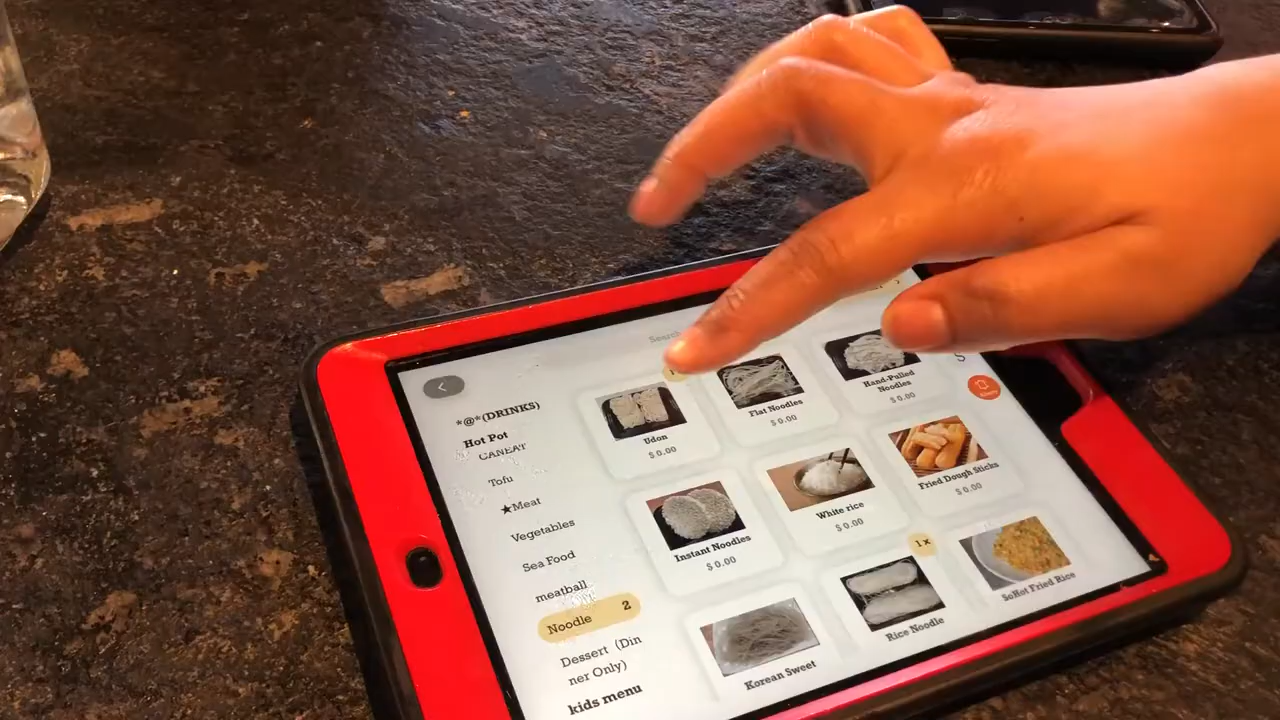 Search
*@*(DRINKS)
Hot Pot
CANEAT
Tofu
★Meat
Vegetables
Sea Food
meatball
Noodle 2
Dessert (Din
ner Only)
kids menu
Udon
$ 0.00
Flat Noodles
$ 0.00
Hand-Pulled
Noodles
$ 0.00
Instant Noodles
$ 0.00
White rice
$ 0.00
Fried Dough Sticks
$ 0.00
Korean Sweet
1 x
Rice Noodle
SoHot Fried Rice
$